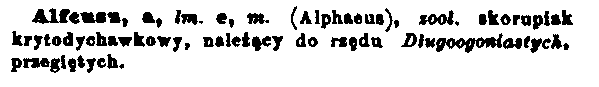 Alfeusz, a, lm. e, m. (Alphaeus), zool. skorupiak
krytodychawkowy, należący do rzędu Długoogoniastych,
przegiętych.